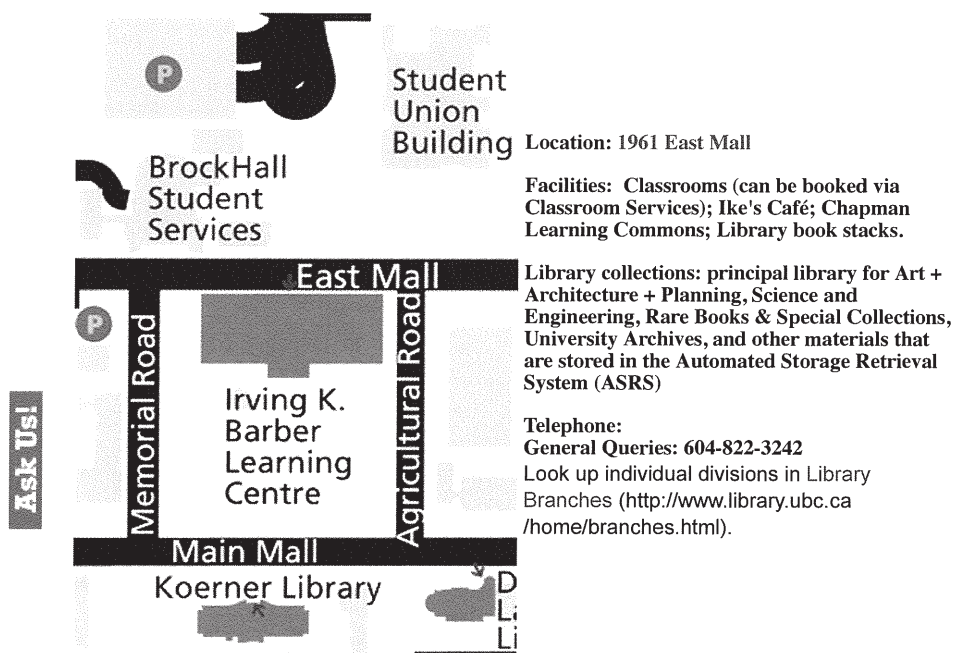 P
Student
Union
Building
BrockHall
Student
Services
East Mall
P
Memorial Road
Agricultural Road
Irving K.
Barber
Learning
Centre
Main Mall
Koerner Library
D
Li
Ask Us!
Location: 1961 East Mall
Facilities: Classrooms (can be booked via
Classroom Services); Ike's Café; Chapman
Learning Commons; Library book stacks.
Library collections: principal library for Art +
Architecture + Planning, Science and
Engineering, Rare Books & Special Collections,
University Archives, and other materials that
are stored in the Automated Storage Retrieval
System (ASRS)
Telephone:
General Queries: 604-822-3242
Look up individual divisions in Library
Branches (http://www.library.ubc.ca
/home/branches.html).